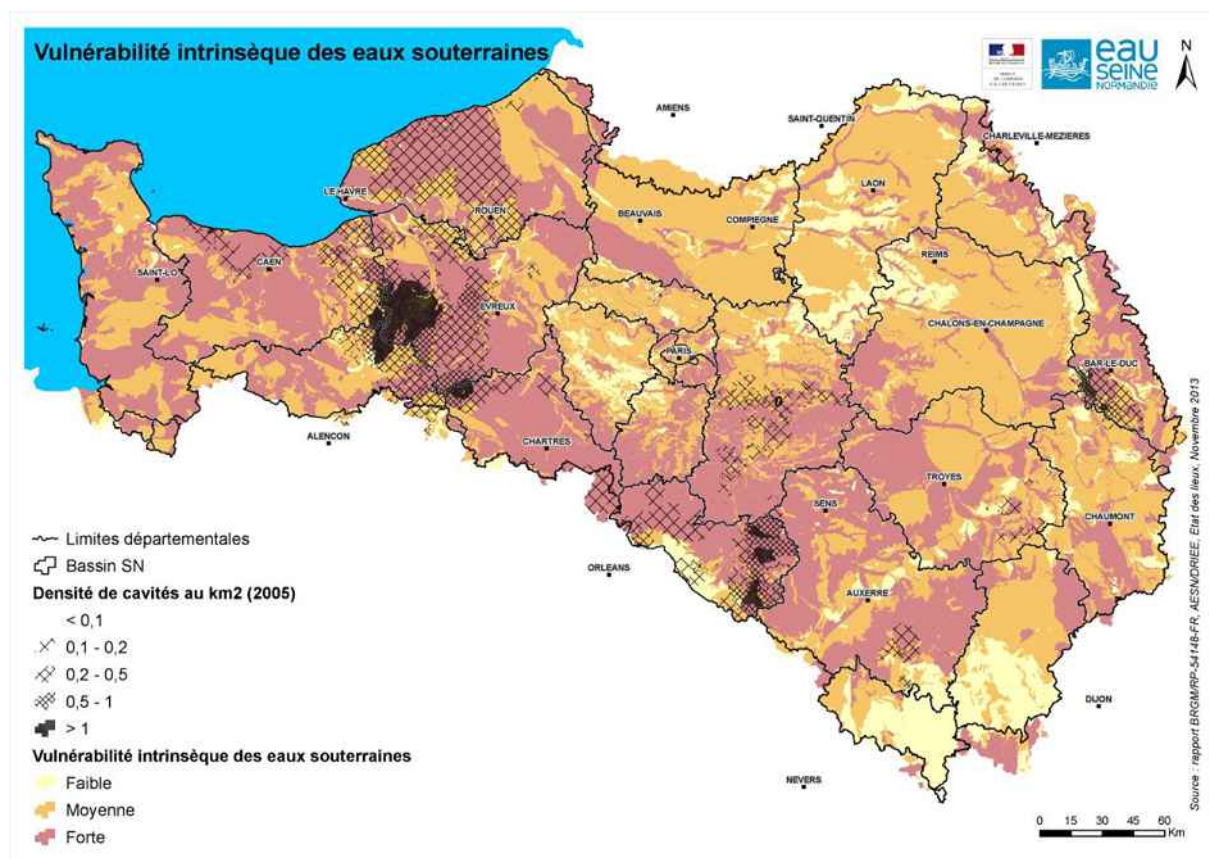 Vulnérabilité intrinsèque des eaux souterraines
eau
SEINE
NORMANDIE
N
AMIENS
SAINT-QUENTIN
CHARLEVILLE-MEZIERES
LE HAVRE
ROUEN
BEAUVAIS
COMPIEGNE
LAON
REIMS
SAINT-LO
CAEN
EVREUX
PARIS
CHALONS-EN-CHAMPAGNE
BAR-LE-DUC
ALENCON
CHARTRES
SENS
TROYES
CHAUMONT
ORLEANS
AUXERRE
DIJON
NEVERS
Limites départementales
Bassin SN
Densité de cavités au km2 (2005)
< 0,1
0,1 - 0,2
0,2 - 0,5
0,5 - 1
> 1
Vulnérabilité intrinsèque des eaux souterraines
Faible
Moyenne
Forte
0 15 30 45 60
Km
Source : rapport BRGM/RP-54148-FR, AESN/DRIEE, Etat des lieux, Novembre 2013